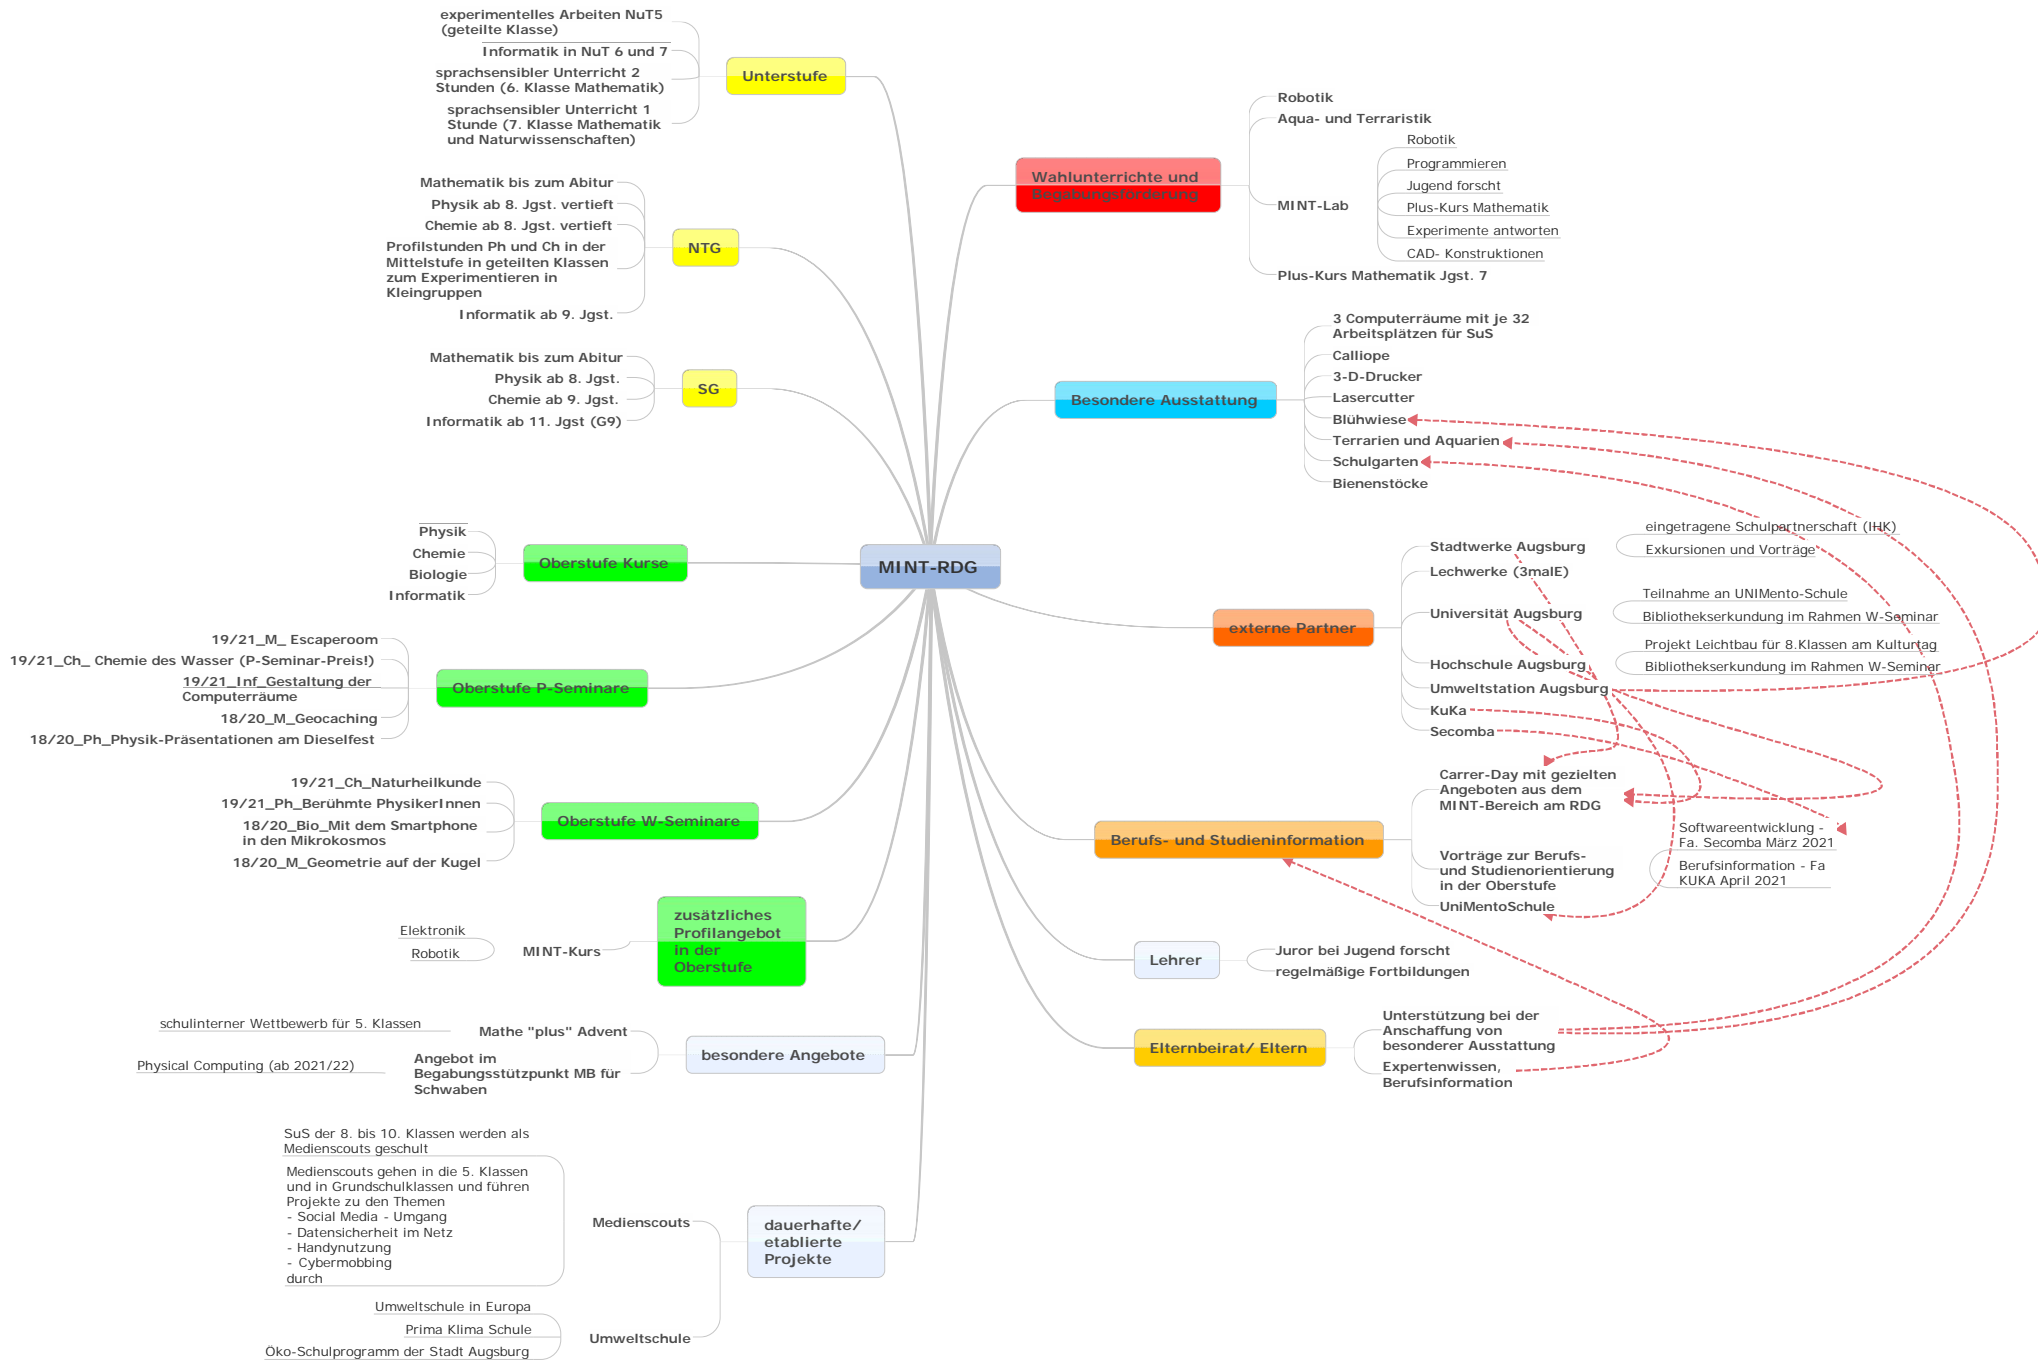 experimentelles Arbeiten NuT5
(geteilte Klasse)
Informatik in NuT 6 und 7
sprachsensibler Unterricht 2
Stunden (6. Klasse Mathematik)
sprachsensibler Unterricht 1
Stunde (7. Klasse Mathematik
und Naturwissenschaften)
Unterstufe
Mathematik bis zum Abitur
Physik ab 8. Jgst. vertieft
Chemie ab 8. Jgst. vertieft
Profilstunden Ph und Ch in der
Mittelstufe in geteilten Klassen
zum Experimentieren in
Kleingruppen
Informatik ab 9. Jgst.
NTG
Mathematik bis zum Abitur
Physik ab 8. Jgst.
Chemie ab 9. Jgst.
Informatik ab 11. Jgst (G9)
SG
Physik
Chemie
Biologie
Informatik
Oberstufe Kurse
19/21_M_ Escaperoom
19/21_Ch_ Chemie des Wasser (P-Seminar-Preis!)
19/21_Inf_Gestaltung der
Computerräume
18/20_M_Geocaching
18/20_Ph_Physik-Präsentationen am Dieselfest
Oberstufe P-Seminare
19/21_Ch_Naturheilkunde
19/21_Ph_Berühmte PhysikerInnen
18/20_Bio_Mit dem Smartphone
in den Mikrokosmos
18/20_M_Geometrie auf der Kugel
Oberstufe W-Seminare
Elektronik
Robotik
MINT-Kurs
zusätzliches
Profilangebot
in der
Oberstufe
schulinterner Wettbewerb für 5. Klassen
Mathe "plus" Advent
Physical Computing (ab 2021/22)
Angebot im
Begabungsstützpunkt MB für
Schwaben
besondere Angebote
SuS der 8. bis 10. Klassen werden als
Medienscouts geschult
Medienscouts gehen in die 5. Klassen
und in Grundschulklassen und führen
Projekte zu den Themen
- Social Media - Umgang
- Datensicherheit im Netz
- Handynutzung
- Cybermobbing
durch
Medienscouts
Umweltschule in Europa
Prima Klima Schule
Öko-Schulprogramm der Stadt Augsburg
Umweltschule
dauerhafte/
etablierte
Projekte
MINT-RDG
Wahlunterrichte und
Begabungsförderung
Robotik
Aqua- und Terraristik
MINT-Lab
Robotik
Programmieren
Jugend forscht
Plus-Kurs Mathematik
Experimente antworten
CAD- Konstruktionen
Plus-Kurs Mathematik Jgst. 7
Besondere Ausstattung
3 Computerräume mit je 32
Arbeitsplätzen für SuS
Calliope
3-D-Drucker
Lasercutter
Blühwiese
Terrarien und Aquarien
Schulgarten
Bienenstöcke
externe Partner
Stadtwerke Augsburg
eingetragene Schulpartnerschaft (IHK)
Exkursionen und Vorträge
Lechwerke (3malE)
Universität Augsburg
Teilnahme an UNIMento-Schule
Bibliothekserkundung im Rahmen W-Seminar
Hochschule Augsburg
Projekt Leichtbau für 8.Klassen am Kulturtag
Bibliothekserkundung im Rahmen W-Seminar
Umweltstation Augsburg
KuKa
Secomba
Berufs- und Studieninformation
Carrer-Day mit gezielten
Angeboten aus dem
MINT-Bereich am RDG
Vorträge zur Berufs-
und Studienorientierung
in der Oberstufe
Softwareentwicklung -
Fa. Secomba März 2021
Berufsinformation - Fa
KUKA April 2021
UniMentoSchule
Lehrer
Juror bei Jugend forscht
regelmäßige Fortbildungen
Elternbeirat/ Eltern
Unterstützung bei der
Anschaffung von
besonderer Ausstattung
Expertenwissen,
Berufsinformation